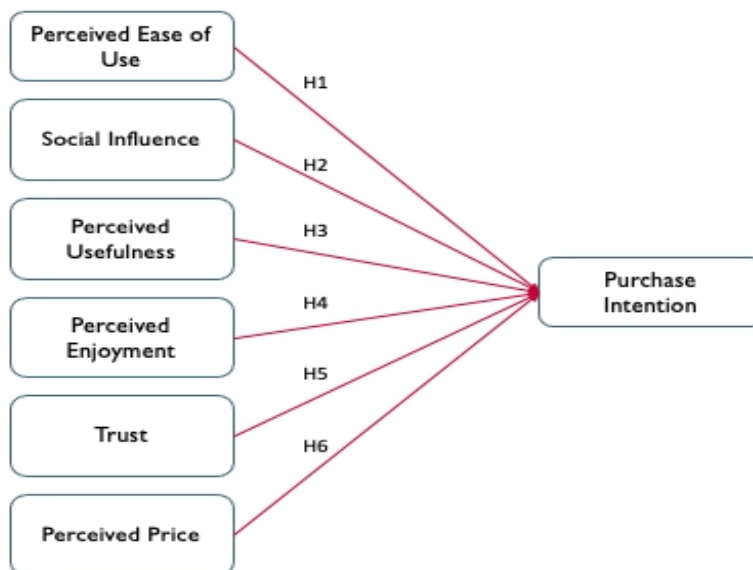 Perceived Ease of
Use
H1
Social Influence
H2
Perceived
Usefulness
H3
Purchase
Intention
Perceived
Enjoyment
H4
Trust
H5
Perceived Price
H6